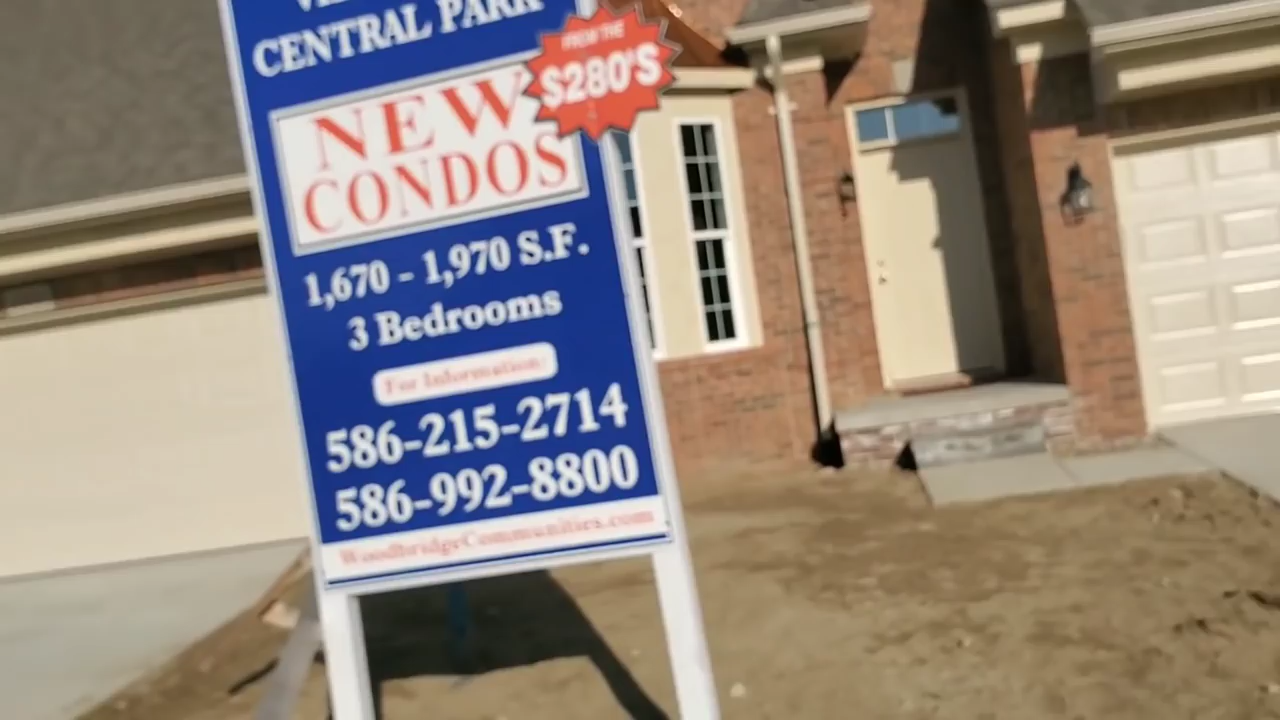 CENTRAL PARK
FROM THE
$280'S
NEW
CONDOS
1,670 - 1,970 S.F.
3 Bedrooms
For Information:
586-215-2714
586-992-8800
WoodbridgeCommunities.com